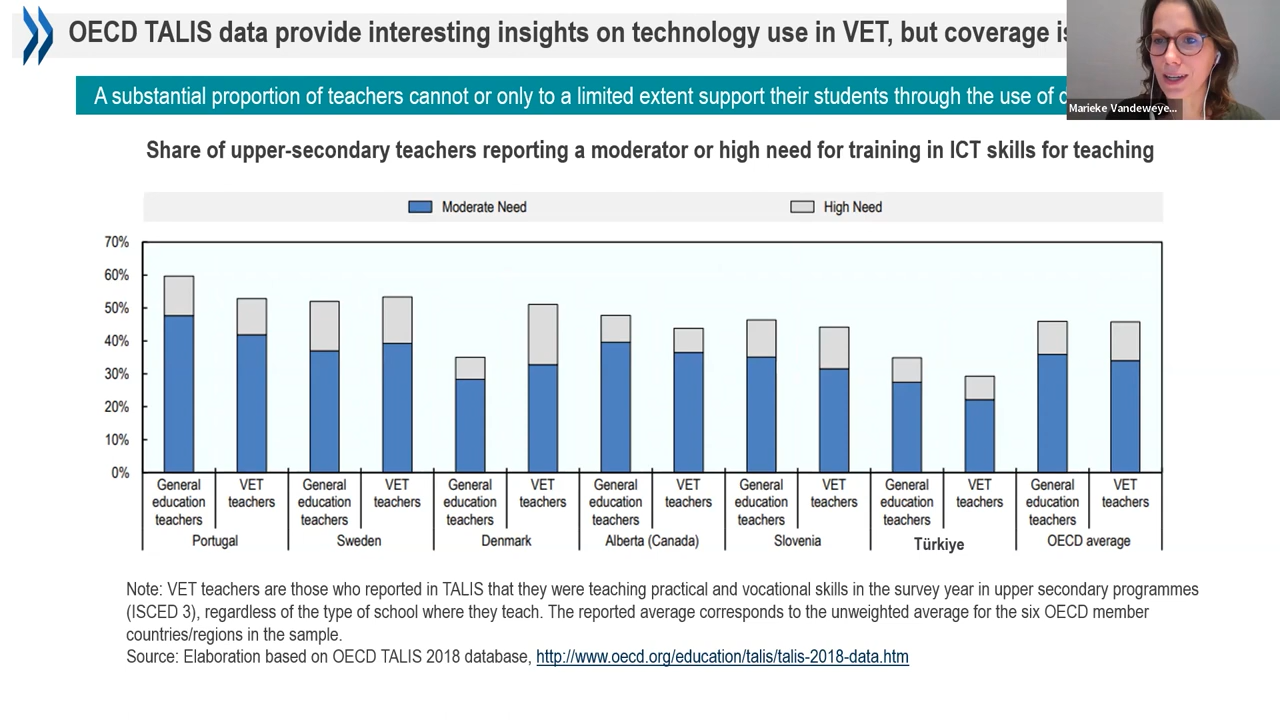 OECD TALIS data provide interesting insights on technology use in VET, but coverage
A substantial proportion of teachers cannot or only to a limited extent support their students through the use of
Marieke Vandeweye...
Share of upper-secondary teachers reporting a moderator or high need for training in ICT skills for teaching
Moderate Need High Need
70%
60%
50%
40%
30%
20%
10%
0%
General education teachers VET teachers General education teachers VET teachers General education teachers VET teachers General education teachers VET teachers General education teachers VET teachers General education teachers VET teachers General education teachers VET teachers
Portugal Sweden Denmark Alberta (Canada) Slovenia Türkiye OECD average
Note: VET teachers are those who reported in TALIS that they were teaching practical and vocational skills in the survey year in upper secondary programmes
(ISCED 3), regardless of the type of school where they teach. The reported average corresponds to the unweighted average for the six OECD member
countries/regions in the sample.
Source: Elaboration based on OECD TALIS 2018 database, http://www.oecd.org/education/talis/talis-2018-data.htm